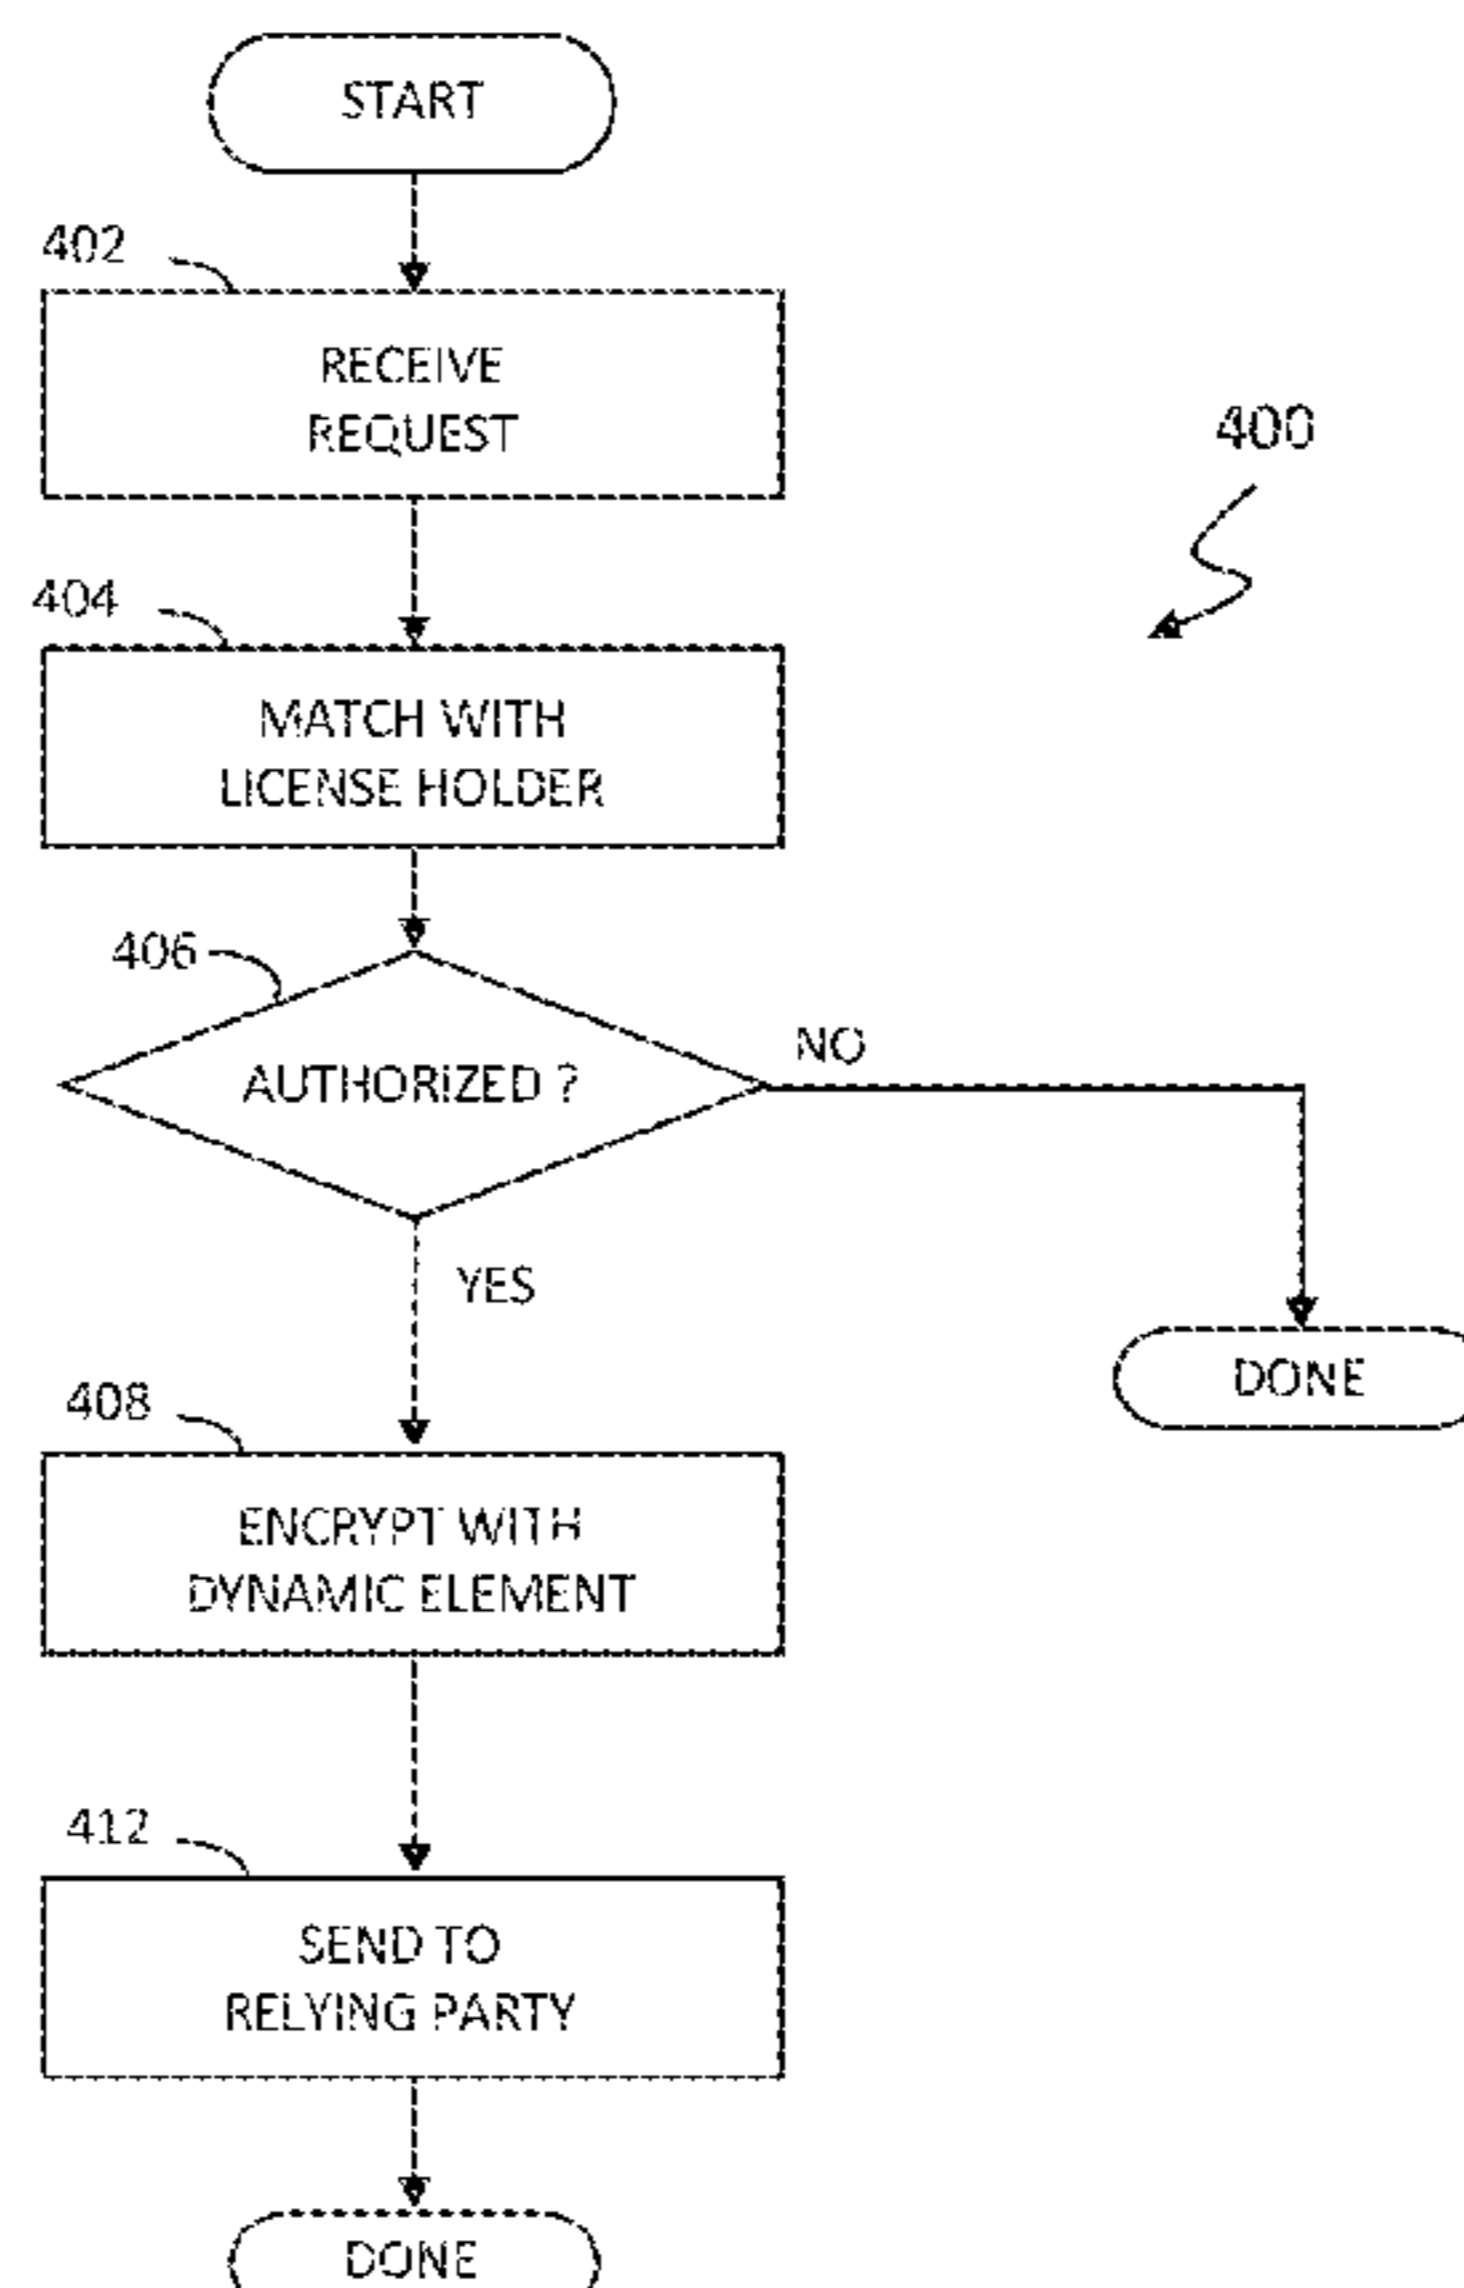 START
402
RECEIVE
REQUEST
400
404
MATCH WITH
LICENSE HOLDER
406
AUTHORIZED ?
NO
YES
DONE
408
ENCRYPT WITH
DYNAMIC ELEMENT
412
SEND TO
RELYING PARTY
DONE